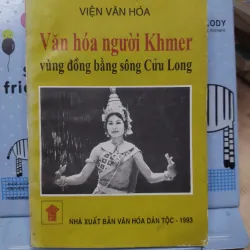 VIỆN VĂN HÓA
Văn hóa người Khmer
vùng đồng bằng sông Cửu Long
NHÀ XUẤT BẢN VĂN HÓA DÂN TỘC - 1993